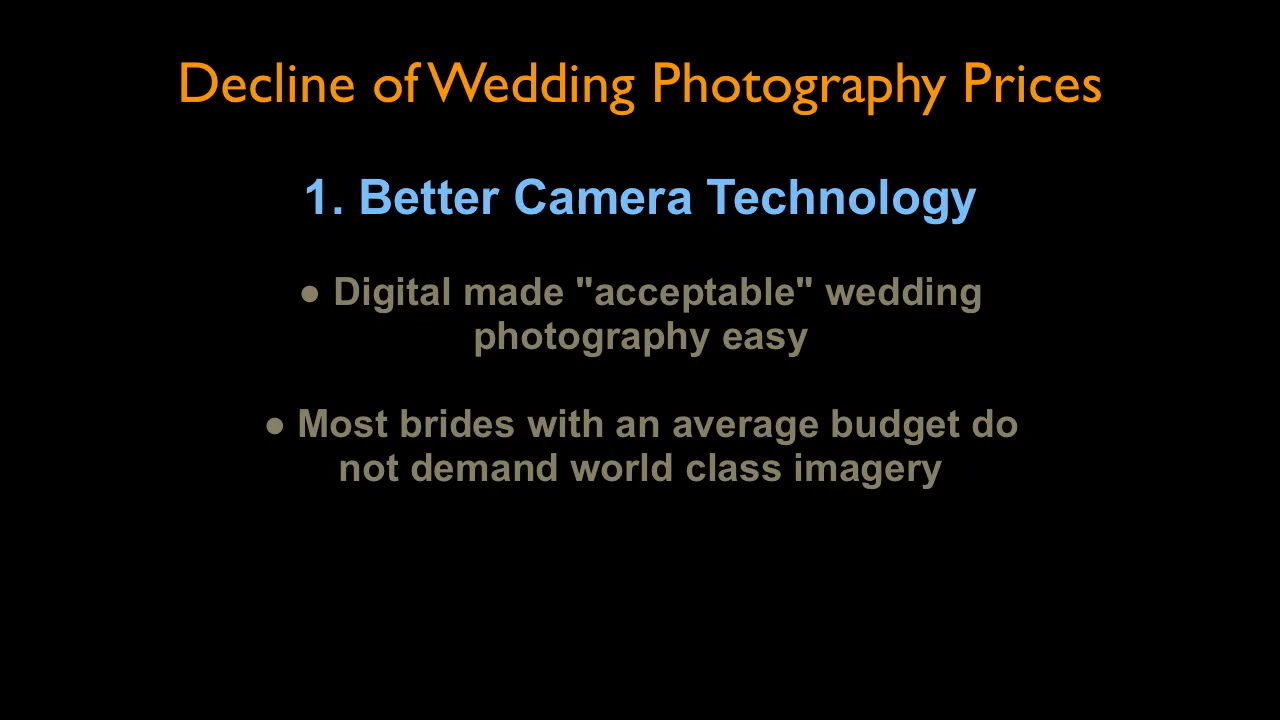 Decline of Wedding Photography Prices
1. Better Camera Technology
● Digital made "acceptable" wedding
photography easy
● Most brides with an average budget do
not demand world class imagery